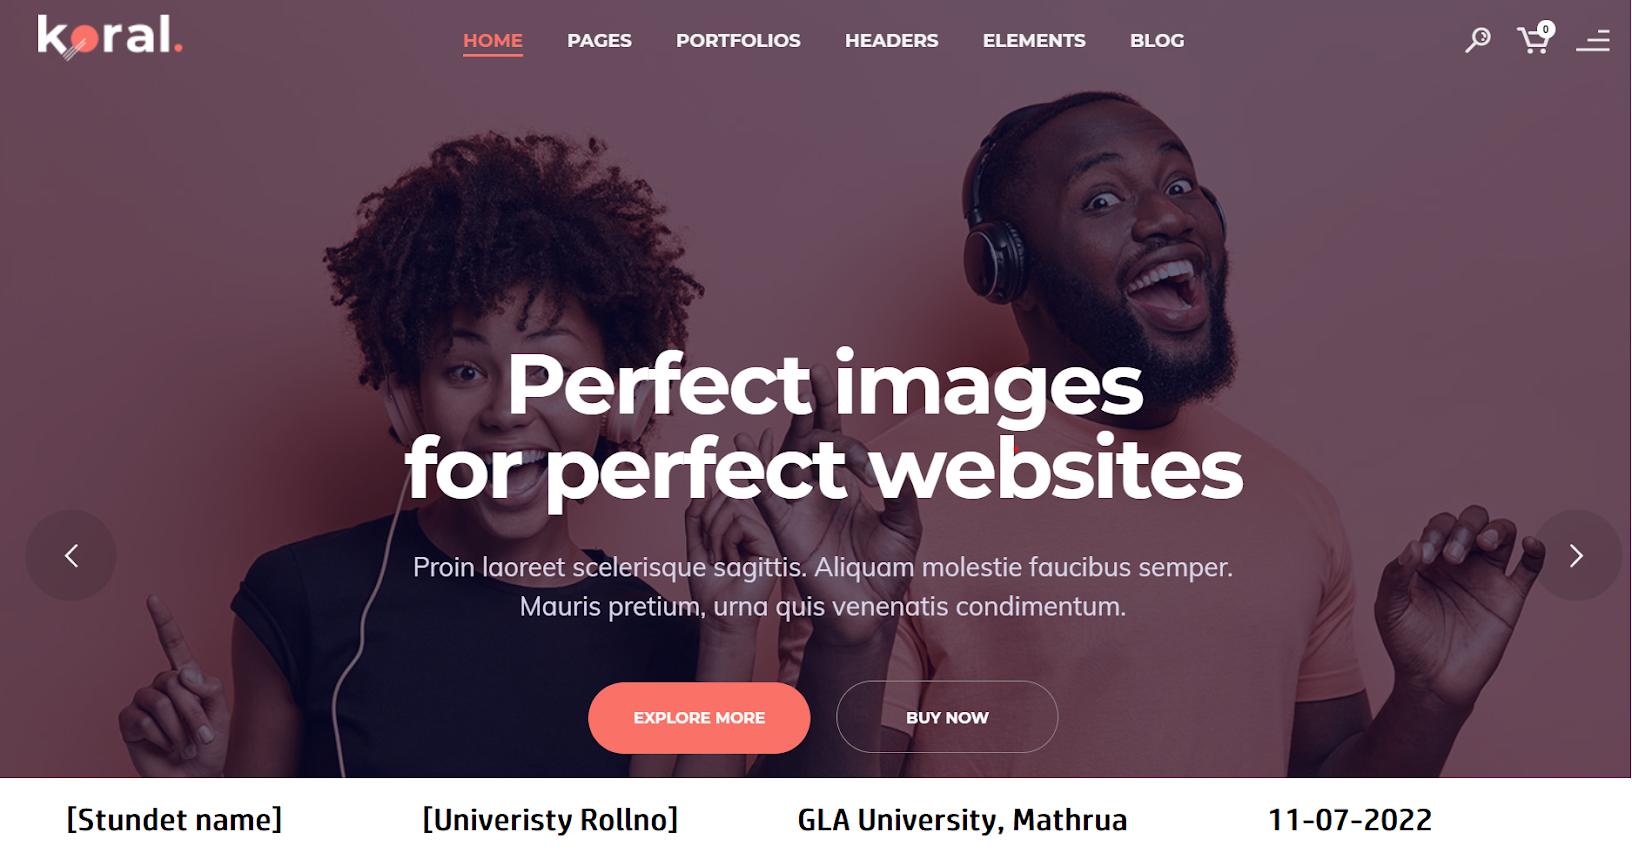 koral.
HOME PAGES PORTFOLIOS HEADERS ELEMENTS BLOG
0
Perfect images
for perfect websites
Proin laoreet scelerisque sagittis. Aliquam molestie faucibus semper.
Mauris pretium, urna quis venenatis condimentum.
EXPLORE MORE BUY NOW
[Stundet name] [Univeristy Rollno] GLA University, Mathrua 11-07-2022